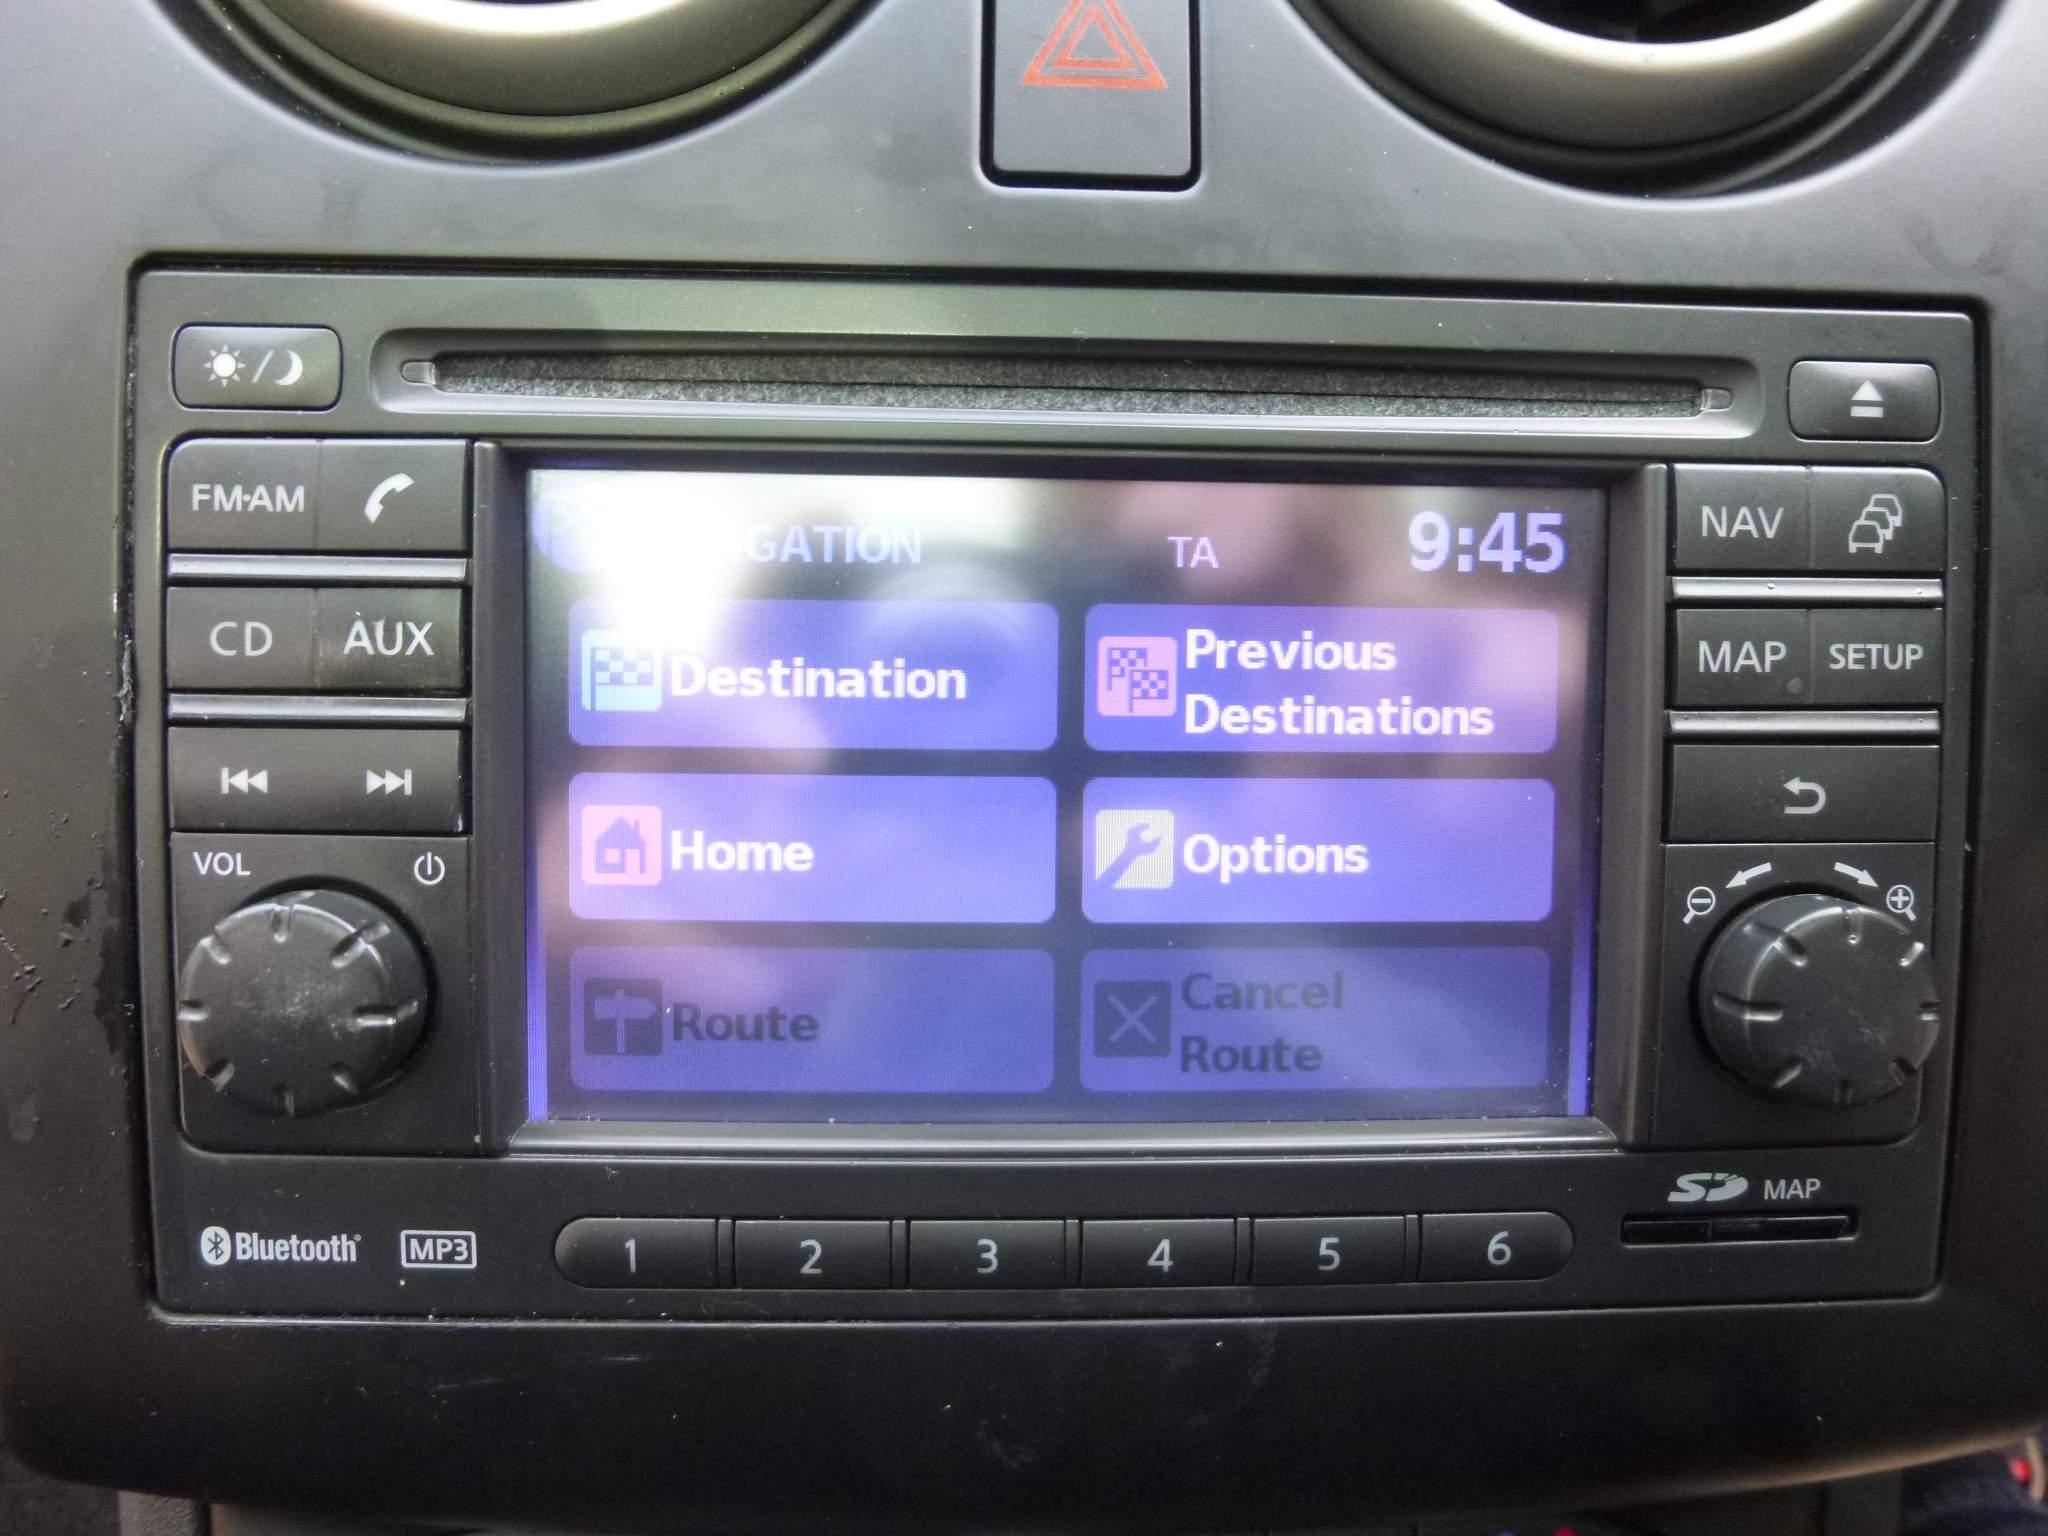 FM•AM
NAV
NAVIGATION TA 9:45
CD AUX
Destination
Previous
Destinations
MAP SETUP
Home
Options
VOL
Route
Cancel
Route
SD MAP
Bluetooth®
MP3
1 2 3 4 5 6